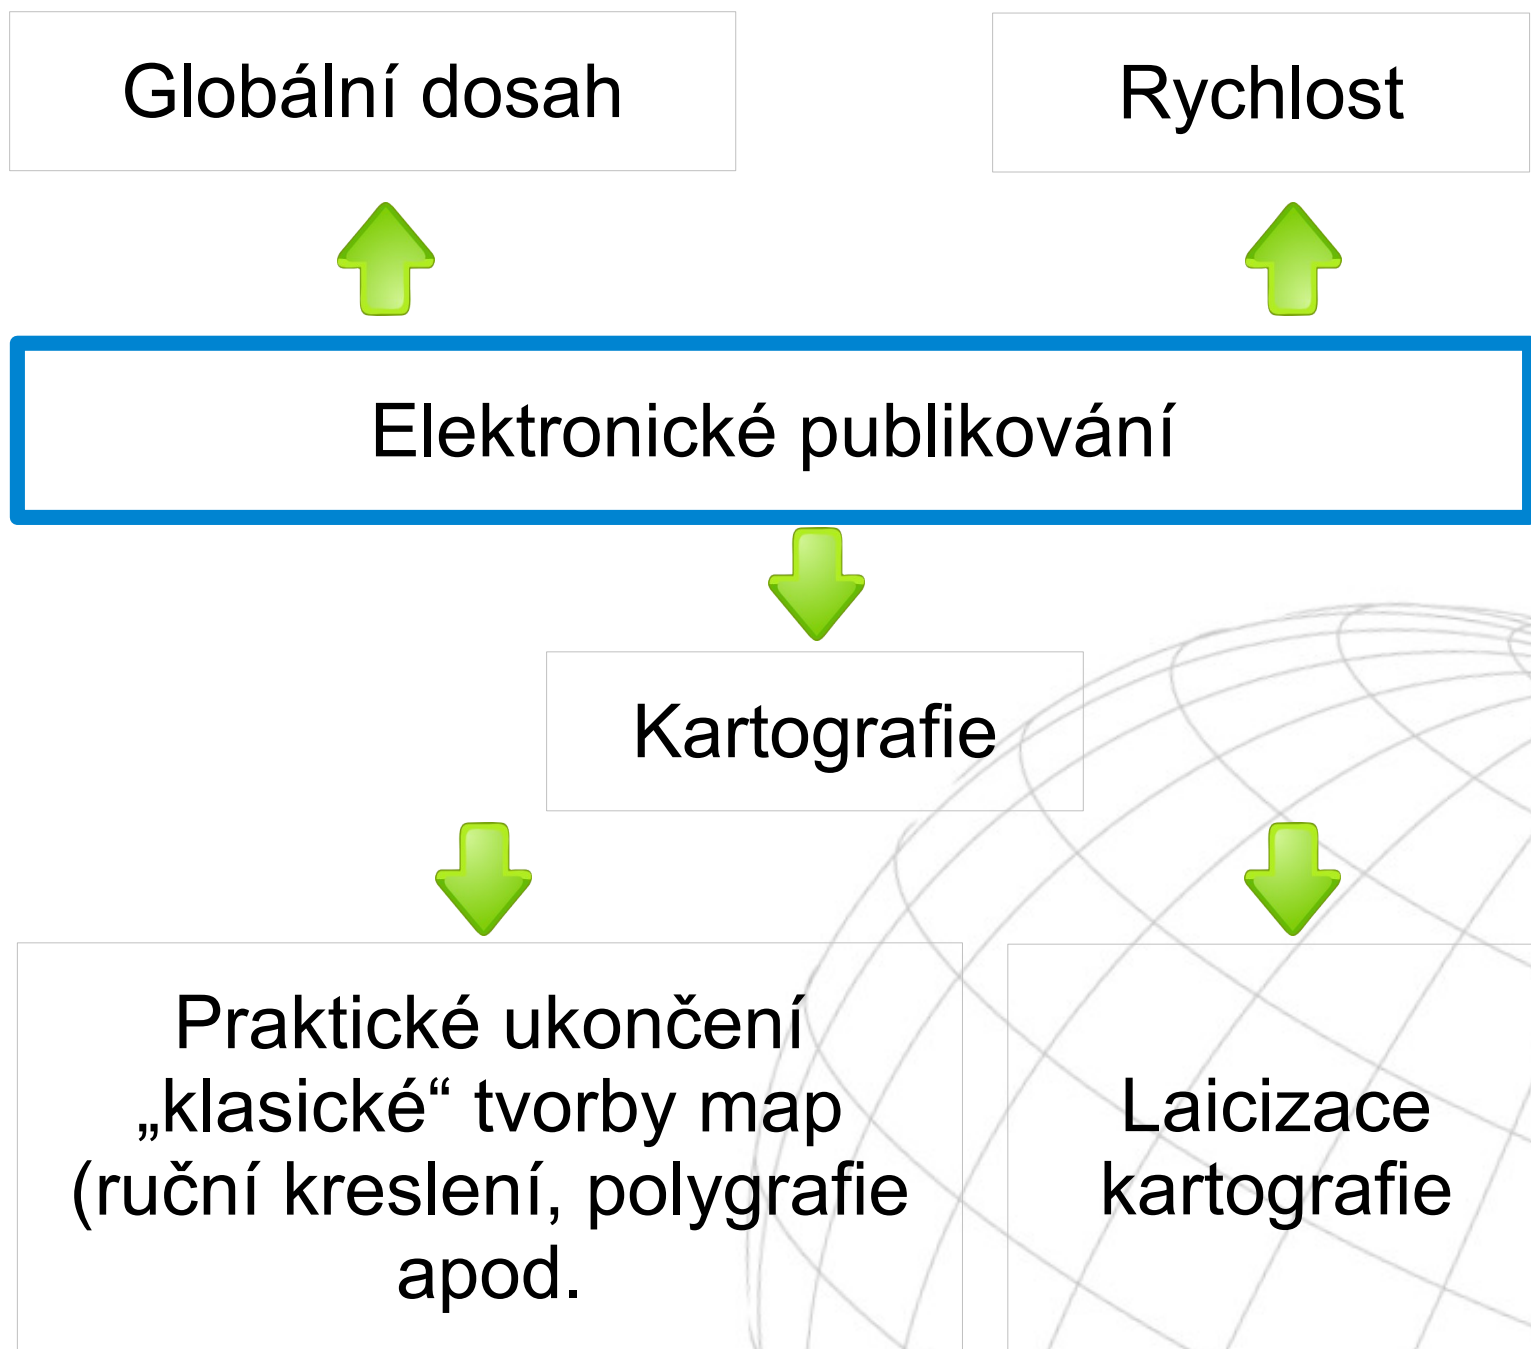 Globální dosah
Rychlost
Elektronické publikování
Kartografie
Praktické ukončení
„klasické“ tvorby map
(ruční kreslení, polygrafie
apod.
Laicizace
kartografie